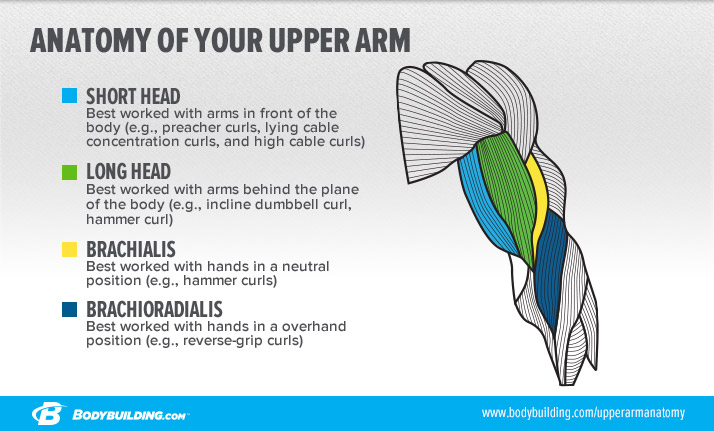 ANATOMY OF YOUR UPPER ARM
SHORT HEAD
Best worked with arms in front of the
body (e.g., preacher curls, lying cable
concentration curls, and high cable curls)
LONG HEAD
Best worked with arms behind the plane
of the body (e.g., incline dumbbell curl,
hammer curl)
BRACHIALIS
Best worked with hands in a neutral
position (e.g., hammer curls)
BRACHIORADIALIS
Best worked with hands in a overhand
position (e.g., reverse-grip curls)
B BODYBUILDING.COM™
www.bodybuilding.com/upperarmanatomy